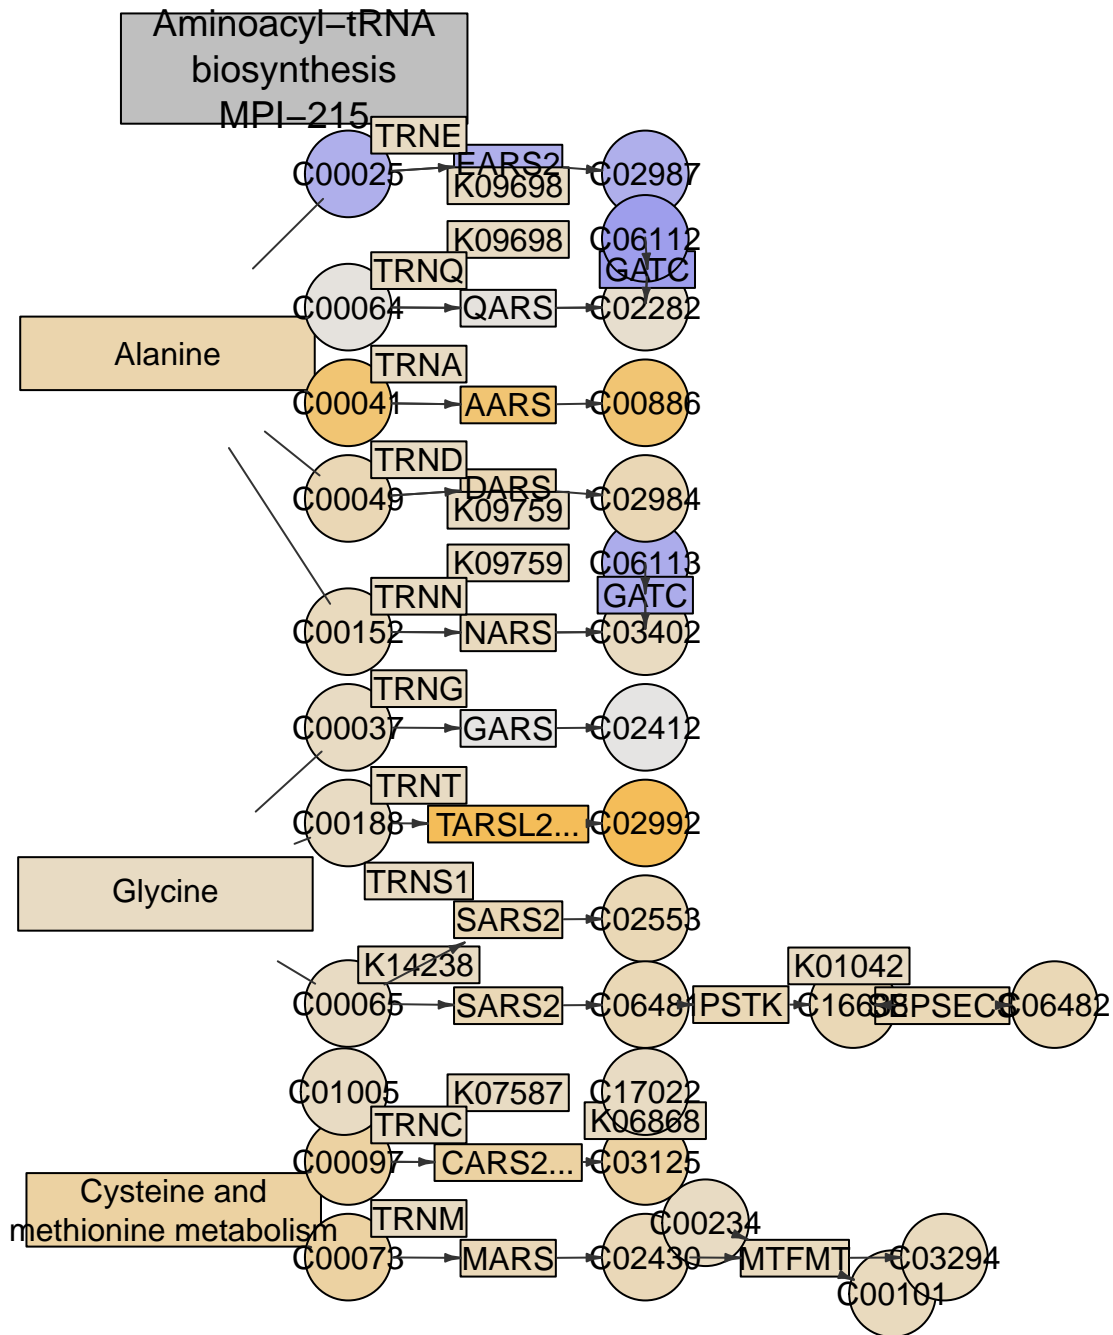 Aminoacyl−tRNA
biosynthesis
MPI−215
TRNE
C00025
EARS2
C02987
K09698
K09698
C06112
TRNQ
GATC
C00064
QARS
C02282
Alanine
TRNA
C00041
AARS
C00886
TRND
C00049
DARS
C02984
K09759
K09759
C06113
TRNN
GATC
C00152
NARS
C03402
TRNG
C00037
GARS
C02412
TRNT
C00188
TARSL2...
C02992
Glycine
TRNS1
SARS2
C02553
K14238
K01042
C00065
SARS2
C06481
PSTK
C16638
SEPSECS
C06482
C01005
K07587
C17022
TRNC
K06868
C00097
CARS2...
C03125
Cysteine and
methionine metabolism
TRNM
C00234
C00073
MARS
C02430
MTFMT
C03294
C00101